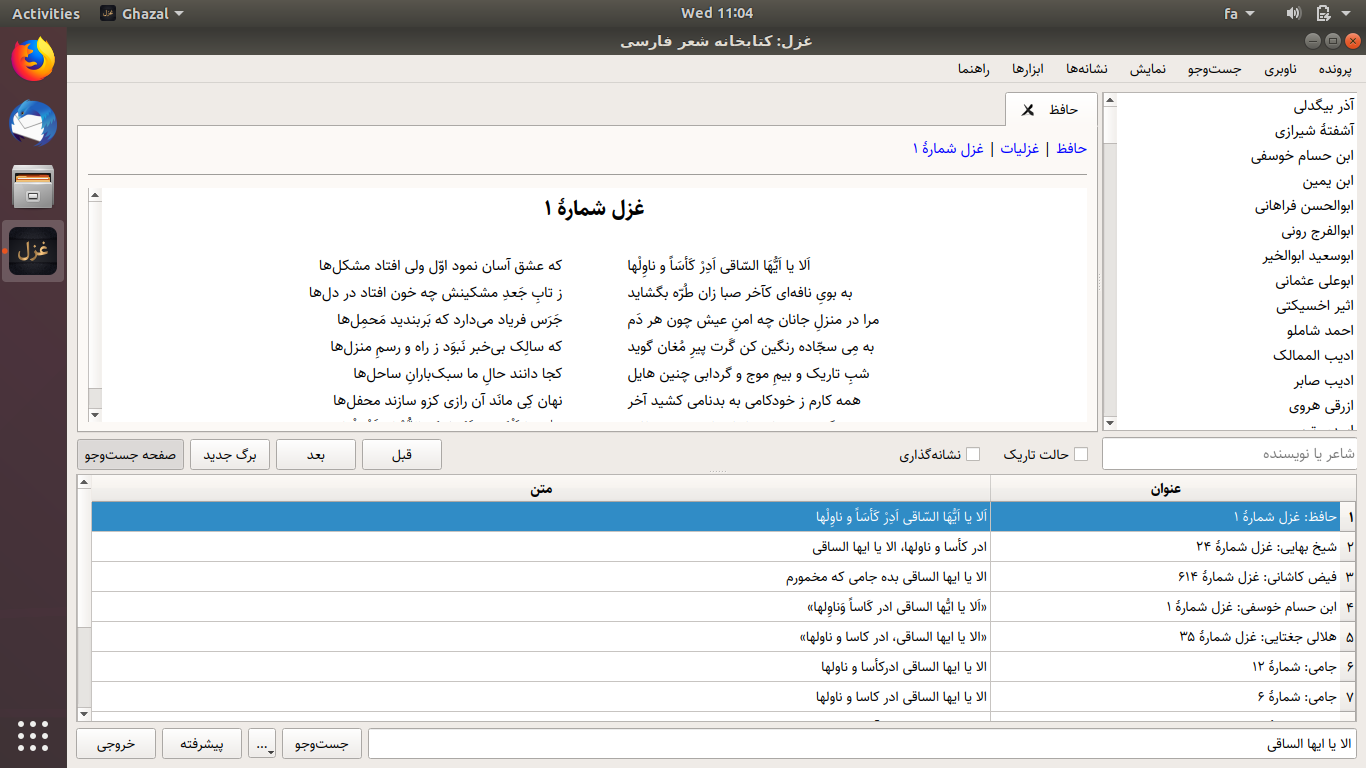 Activities
Ghazal
Wed 11:04
fa
غزل: کتابخانه شعر فارسی
پرونده ناوبری جست‌وجو نمایش نشانه‌ها ابزارها راهنما
آذر بیگدلی
آشفتهٔ شیرازی
ابن حسام خوسفی
ابن یمین
ابوالحسن فراهانی
ابوالفرج رونی
ابوسعید ابوالخیر
ابوعلی عثمانی
اثیر اخسیکتی
احمد شاملو
ادیب الممالک
ادیب صابر
ازرقی هروی
شاعر یا نویسنده
حافظ
حافظ | غزلیات | غزل شمارهٔ ۱
غزل شمارهٔ ۱
اَلا یا اَیُّهَا السّاقی اَدِرْ کَأسَاً و ناوِلْها که عشق آسان نمود اوّل ولی افتاد مشکل‌ها
به بویِ نافه‌ای کآخر صبا زان طُرّه بگشاید ز تابِ جَعدِ مشکینش چه خون افتاد در دل‌ها
مرا در منزلِ جانان چه امنِ عیش چون هر دَم جَرَس فریاد می‌دارد که بَربندید مَحمِل‌ها
به مِی سجّاده رنگین کن گَرت پیرِ مُغان گوید که سالِک بی‌خبر نَبوَد ز راه و رسمِ منزل‌ها
شبِ تاریک و بیمِ موج و گردابی چنین هایل کجا دانند حالِ ما سبک‌بارانِ ساحل‌ها
همه کارم ز خودکامی به بدنامی کشید آخر نهان کِی مانَد آن رازی کزو سازند محفل‌ها
حالت تاریک نشانه‌گذاری قبل بعد برگ جدید صفحه جست‌وجو
عنوان متن
۱ حافظ: غزل شمارهٔ ۱ اَلا یا اَیُّهَا السّاقی اَدِرْ کَأسَاً و ناوِلْها
۲ شیخ بهایی: غزل شمارهٔ ۲۴ ادر کأسا و ناولها، الا یا ایها الساقی
۳ فیض کاشانی: غزل شمارهٔ ۶۱۴ الا یا ایها الساقی بده جامی که مخمورم
۴ ابن حسام خوسفی: غزل شمارهٔ ۱ «اَلا یا ایُّها الساقی ادر کَاساً وَناوِلها»
۵ هلالی جغتایی: غزل شمارهٔ ۳۵ «الا یا ایها الساقی، ادر کاسا و ناولها»
۶ جامی: شمارهٔ ۱۲ الا یا ایها الساقی ادرکأسا و ناولها
۷ جامی: شمارهٔ ۶ الا یا ایها الساقی ادر کاسا و ناولها
الا یا ایها الساقی جست‌وجو ... پیشرفته خروجی
غزل